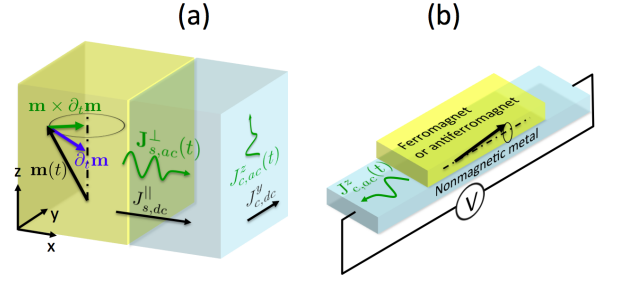 (a)
m × ∂ₜm
∂ₜm
m(t)
z
y
x
J⊥s,ac(t)
J||s,dc
Jzc,ac(t)
Jyc,dc
(b)
Ferromagnet
or antiferromagnet
Nonmagnetic metal
Jzc,ac(t)
V